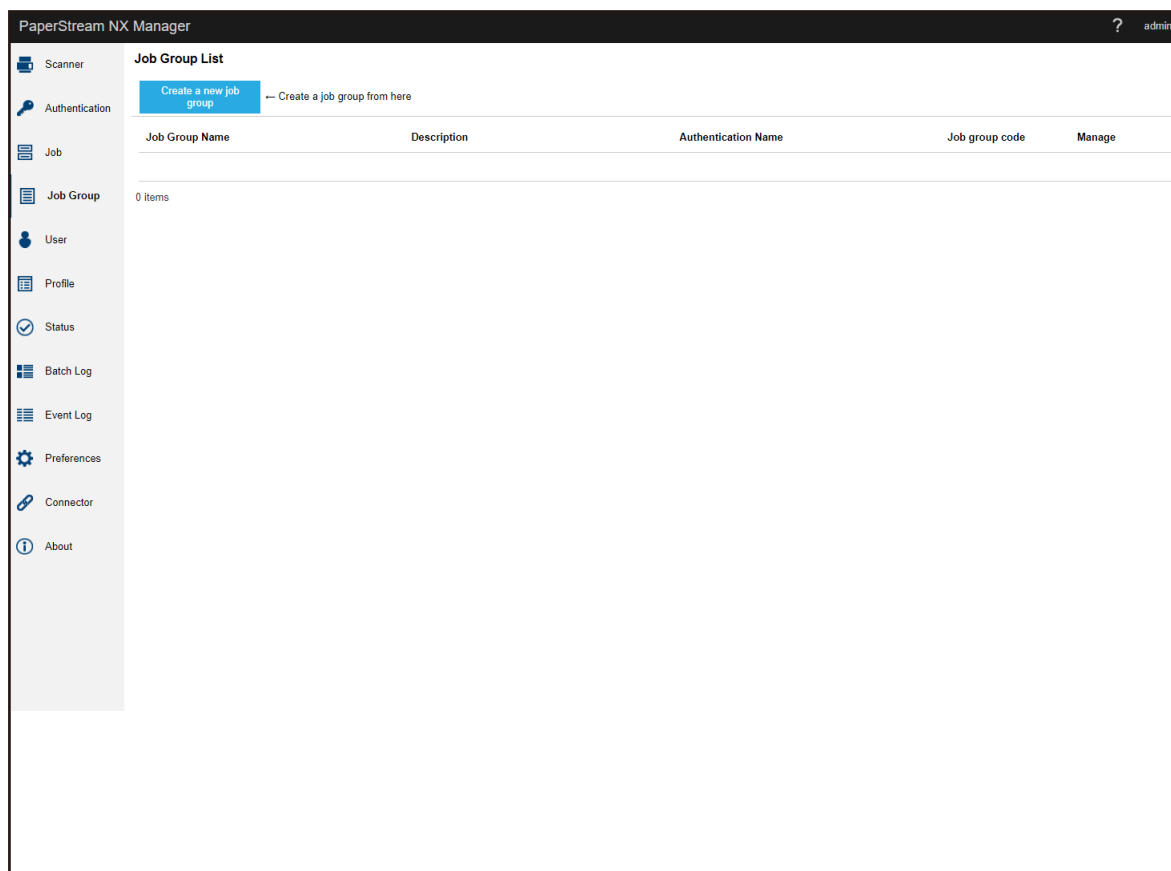 PaperStream NX Manager
? admin
Scanner
Authentication
Job
Job Group
User
Profile
Status
Batch Log
Event Log
Preferences
Connector
About
Job Group List
Create a new job
group
← Create a job group from here
Job Group Name Description Authentication Name Job group code Manage
0 items